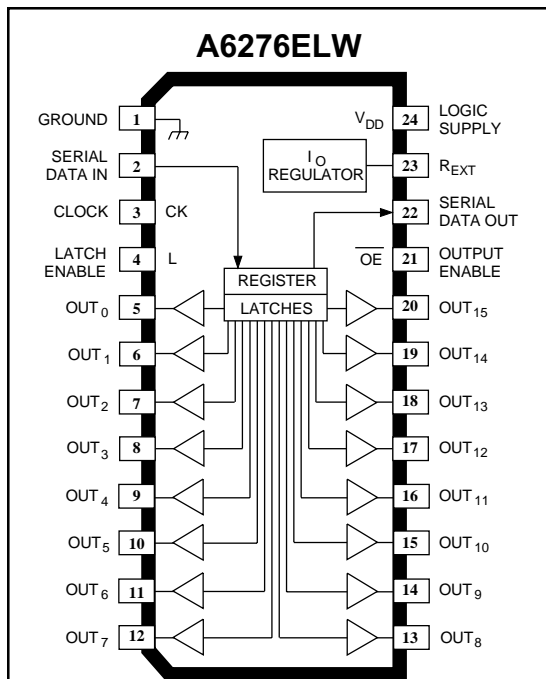 A6276ELW
GROUND 1
V_DD 24 LOGIC SUPPLY
SERIAL DATA IN 2
I_O REGULATOR
23 R_EXT
CLOCK 3 CK
22 SERIAL DATA OUT
LATCH ENABLE 4 L
OE 21 OUTPUT ENABLE
REGISTER
LATCHES
OUT_0 5
20 OUT_15
OUT_1 6
19 OUT_14
OUT_2 7
18 OUT_13
OUT_3 8
17 OUT_12
OUT_4 9
16 OUT_11
OUT_5 10
15 OUT_10
OUT_6 11
14 OUT_9
OUT_7 12
13 OUT_8